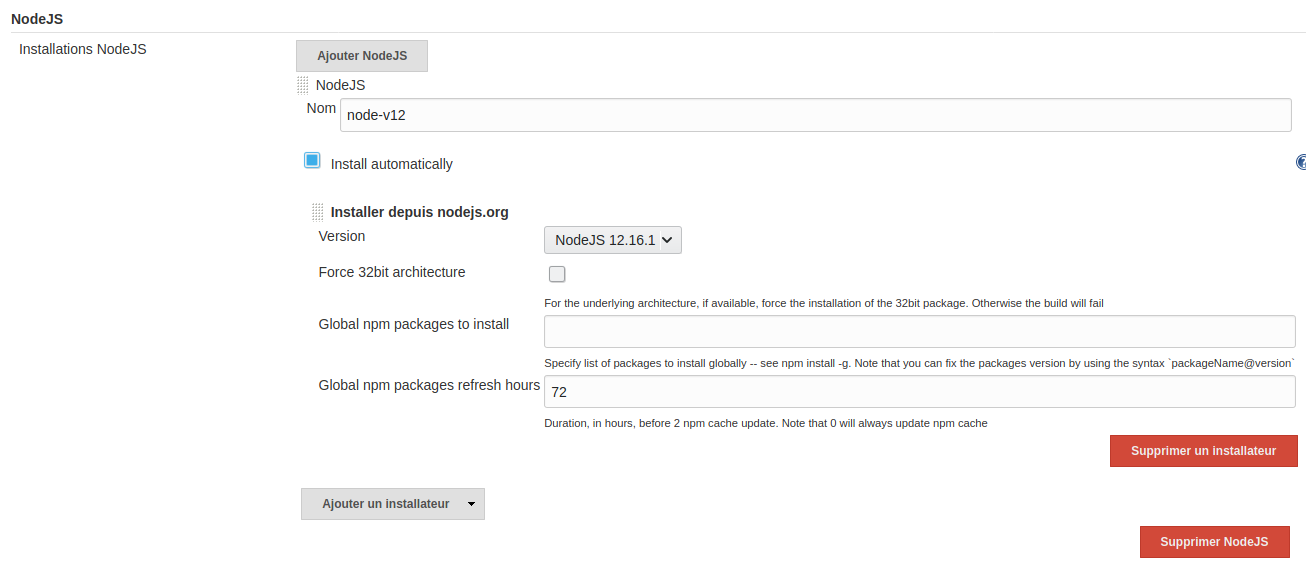 NodeJS
Installations NodeJS
Ajouter NodeJS
NodeJS
Nom
node-v12
Install automatically
Installer depuis nodejs.org
Version
NodeJS 12.16.1
Force 32bit architecture
For the underlying architecture, if available, force the installation of the 32bit package. Otherwise the build will fail
Global npm packages to install
Specify list of packages to install globally -- see npm install -g. Note that you can fix the packages version by using the syntax `packageName@version`
Global npm packages refresh hours
72
Duration, in hours, before 2 npm cache update. Note that 0 will always update npm cache
Supprimer un installateur
Ajouter un installateur
Supprimer NodeJS